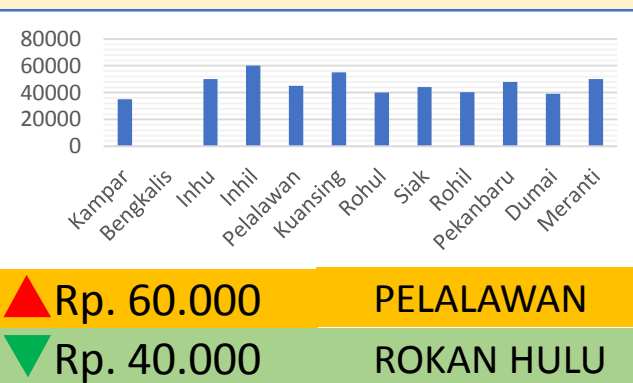 80000
60000
40000
20000
0
Kampar
Bengkalis
Inhu
Inhil
Pelalawan
Kuansing
Rohul
Siak
Rohil
Pekanbaru
Dumai
Meranti
Rp. 60.000 PELALAWAN
Rp. 40.000 ROKAN HULU